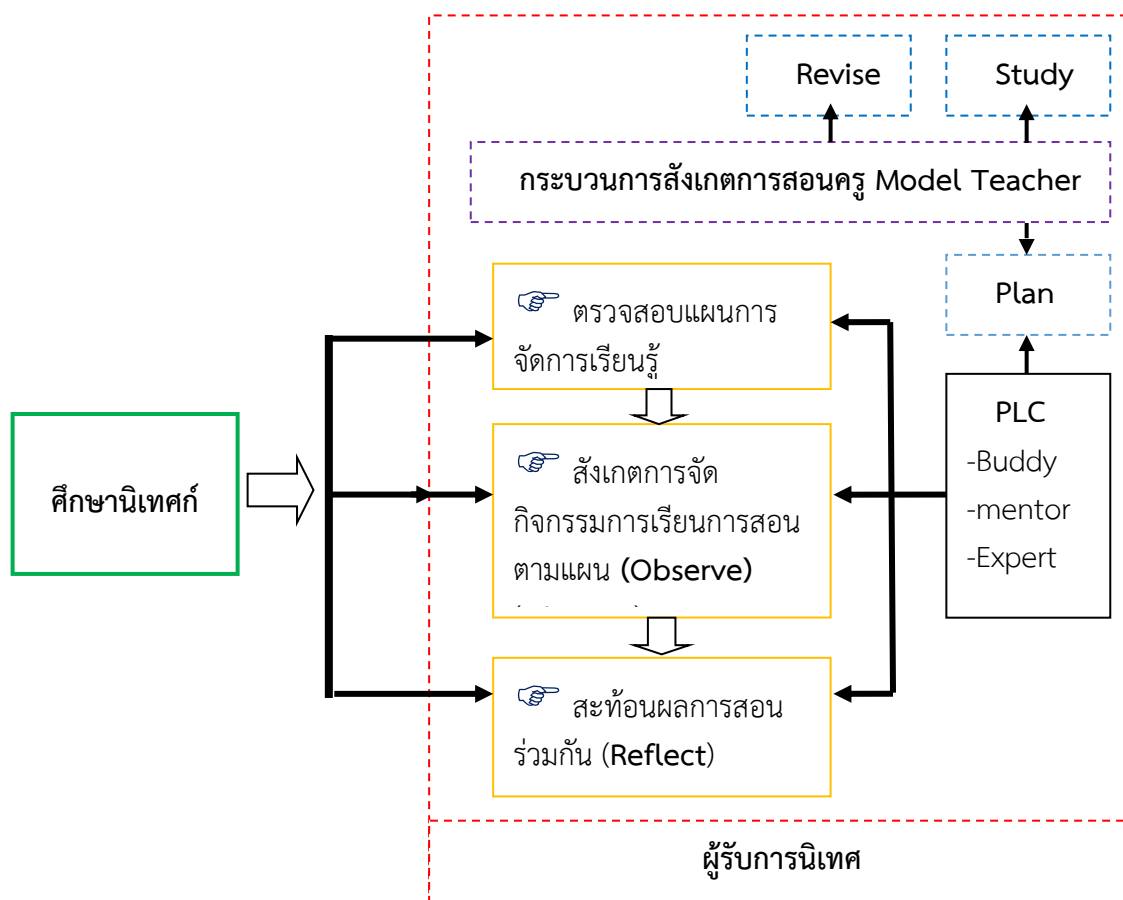 Revise
Study
กระบวนการสังเกตการสอนครู Model Teacher
Plan
ตรวจสอบแผนการ
จัดการเรียนรู้
PLC
-Buddy
-mentor
-Expert
ศึกษานิเทศก์
สังเกตการจัด
กิจกรรมการเรียนการสอน
ตามแผน (Observe)
สะท้อนผลการสอน
ร่วมกัน (Reflect)
ผู้รับการนิเทศ